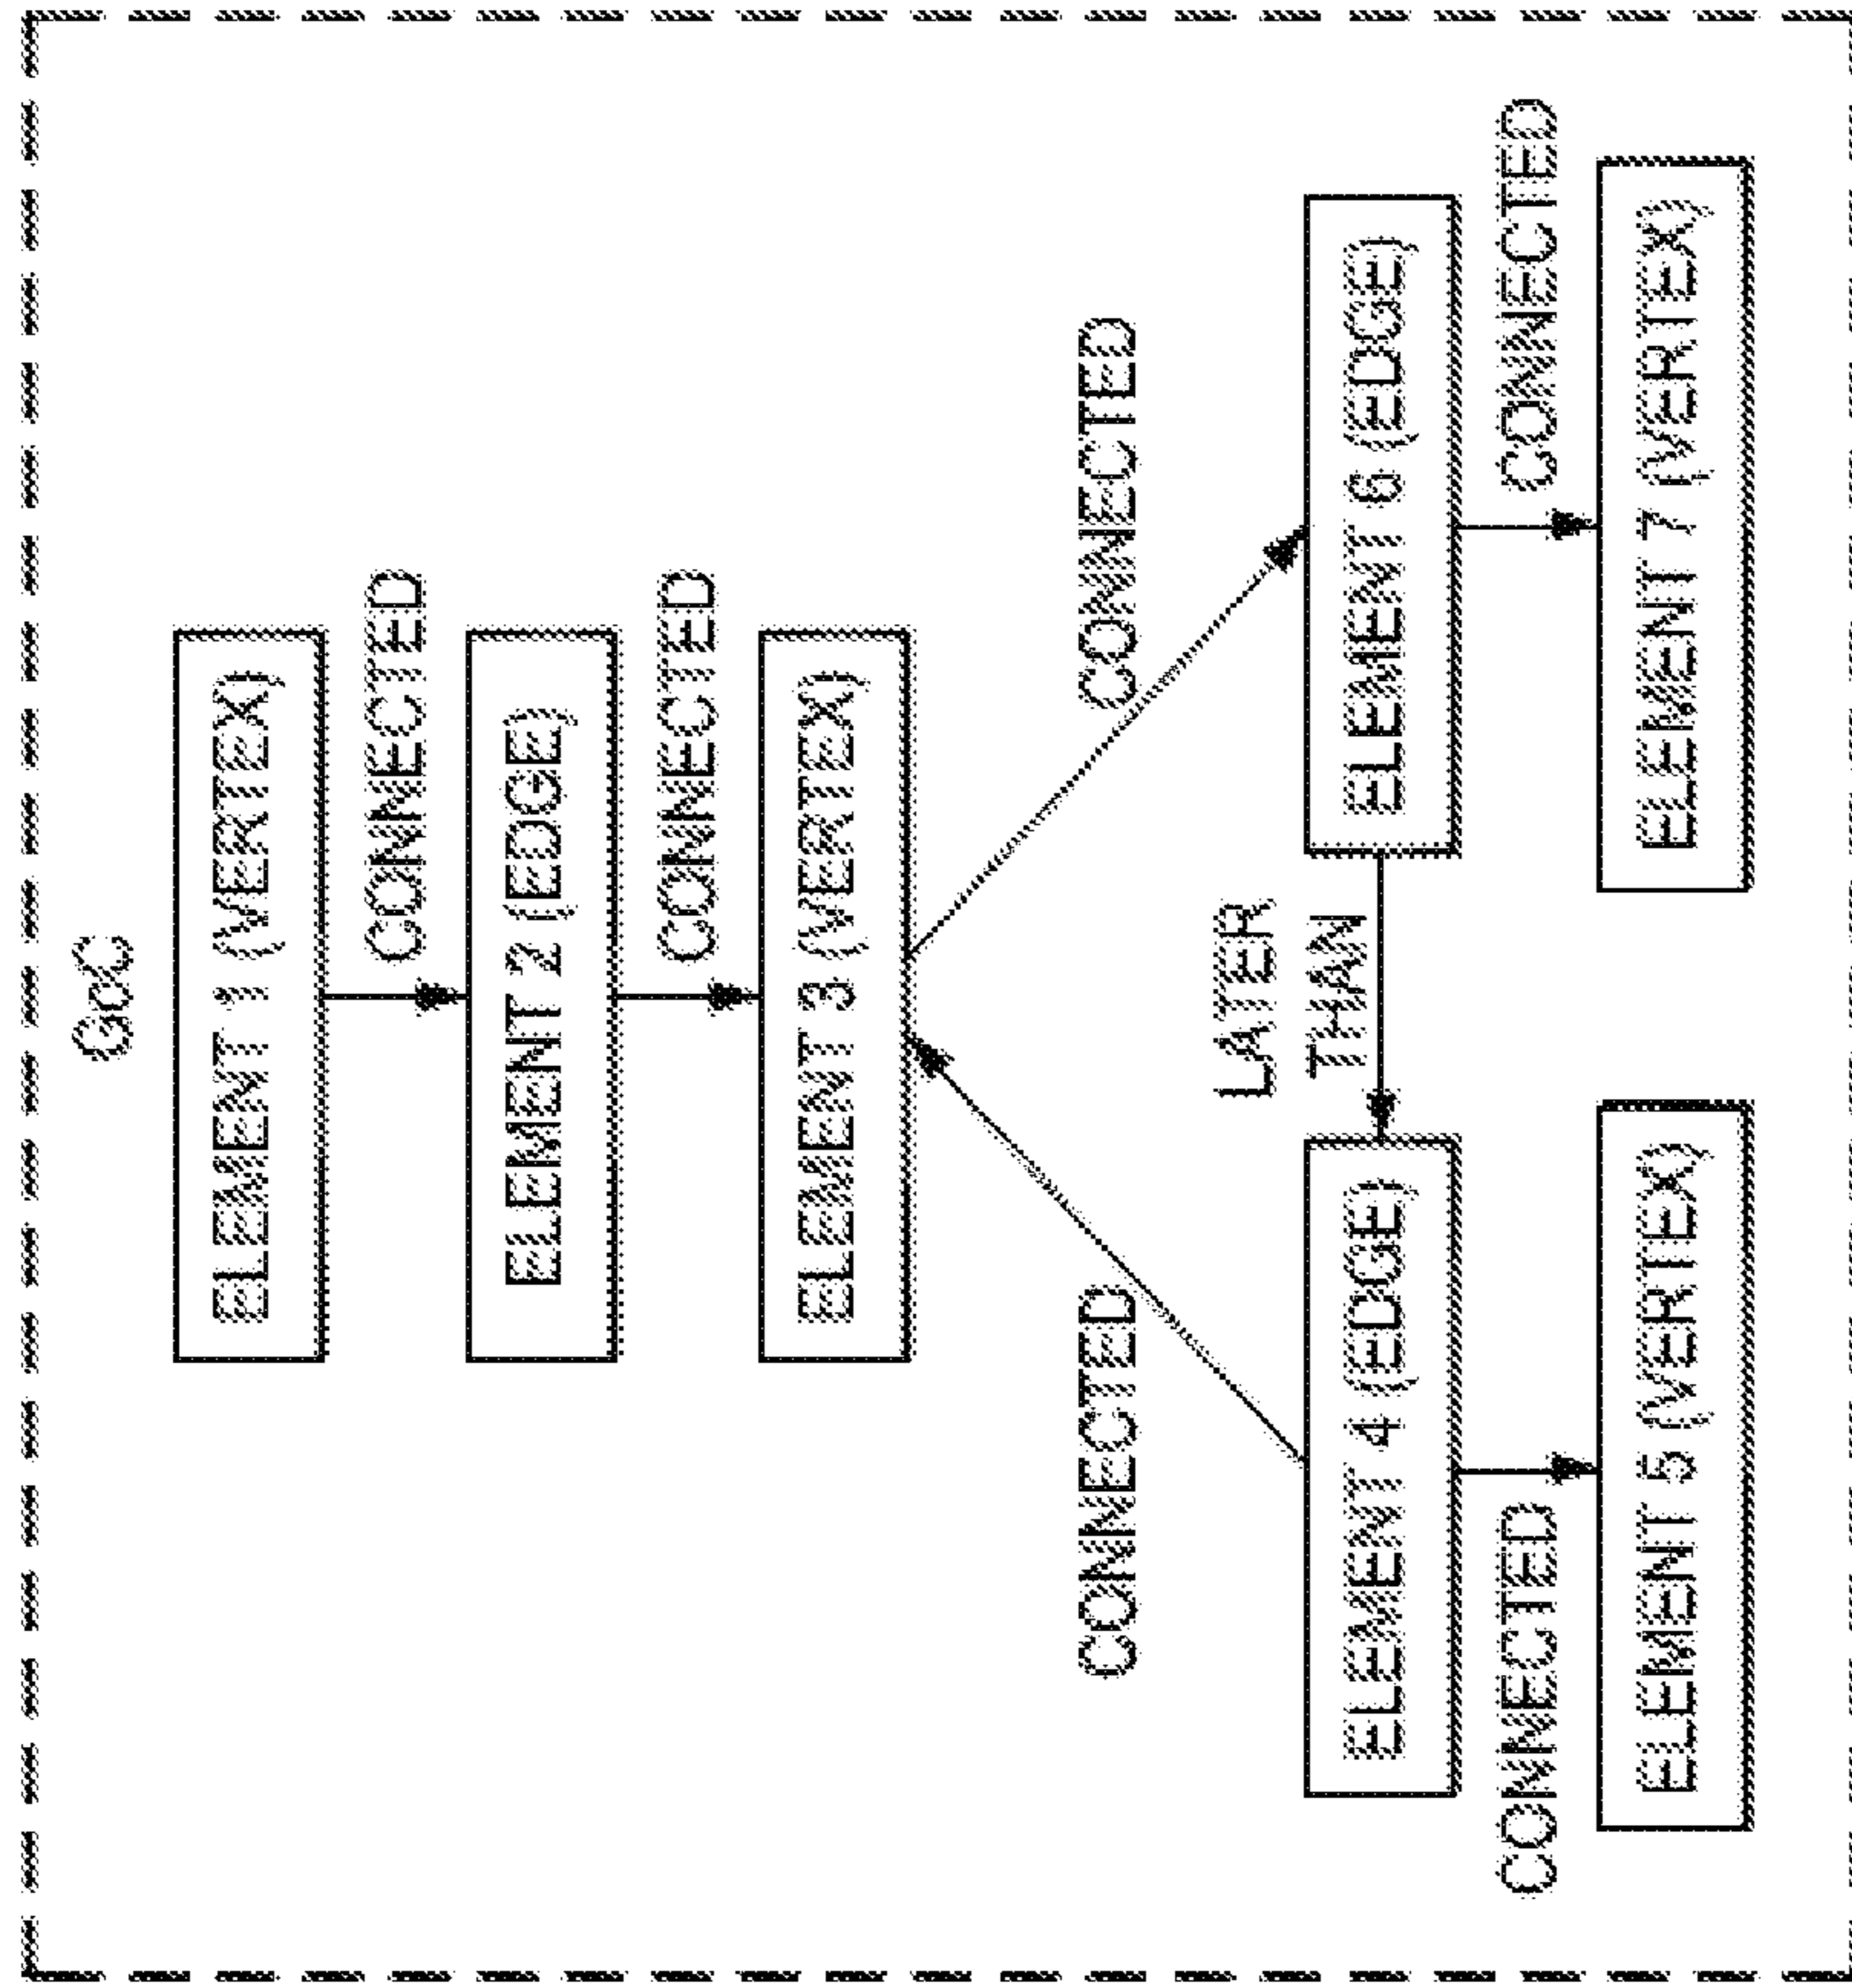 GoC
ELEMENT 1 (VERTEX)
CONNECTED
ELEMENT 2 (EDGE)
CONNECTED
ELEMENT 3 (VERTEX)
CONNECTED
CONNECTED
LATER
THAN
ELEMENT 4 (EDGE)
ELEMENT 6 (EDGE)
CONNECTED
CONNECTED
ELEMENT 5 (VERTEX)
ELEMENT 7 (VERTEX)